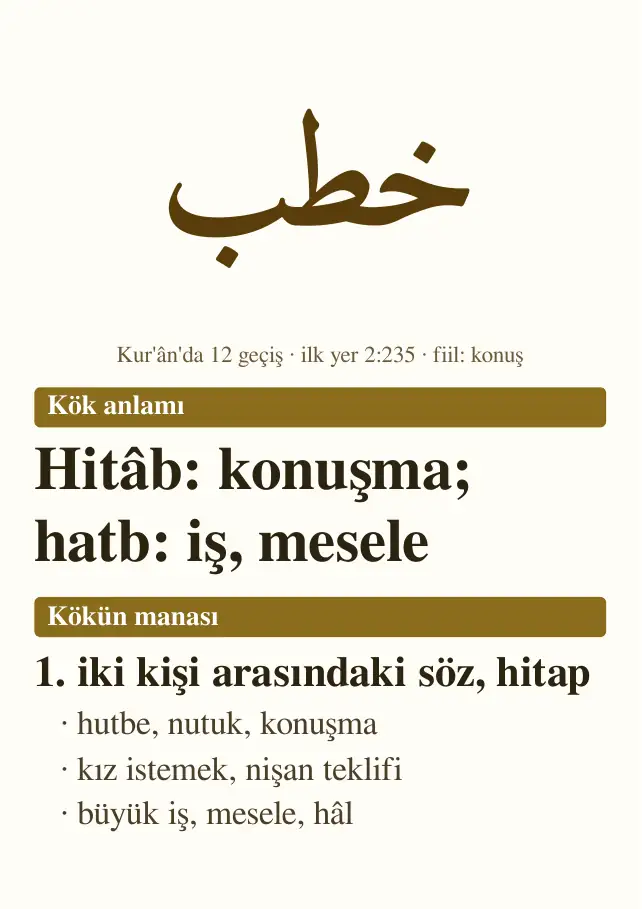 خطب
Kur'ân'da 12 geçiş · ilk yer 2:235 · fiil: konuş
Kök anlamı
Hitâb: konuşma;
hatb: iş, mesele
Kökün manası
1. iki kişi arasındaki söz, hitap
· hutbe, nutuk, konuşma
· kız istemek, nişan teklifi
· büyük iş, mesele, hâl